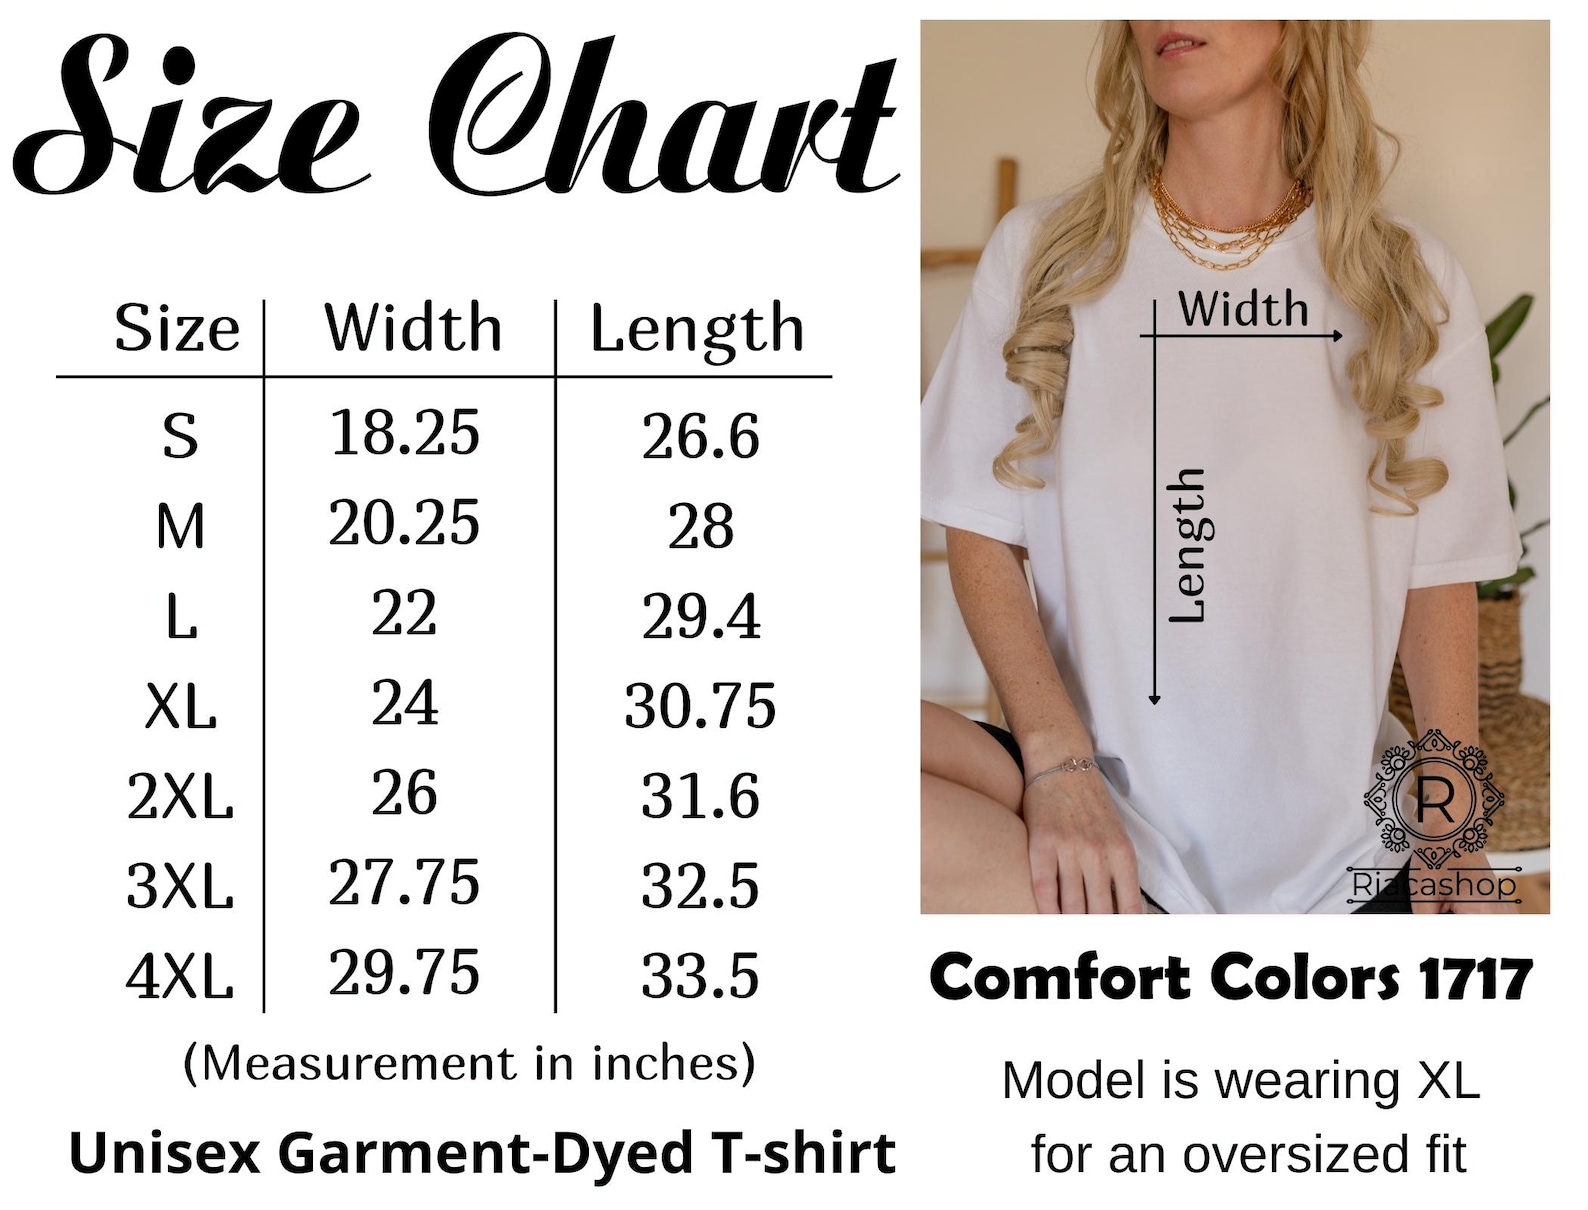 Size Chart
Size Width Length
S 18.25 26.6
M 20.25 28
L 22 29.4
XL 24 30.75
2XL 26 31.6
3XL 27.75 32.5
4XL 29.75 33.5
(Measurement in inches)
Unisex Garment-Dyed T-shirt
Width
Length
R
Riacashop
Comfort Colors 1717
Model is wearing XL
for an oversized fit